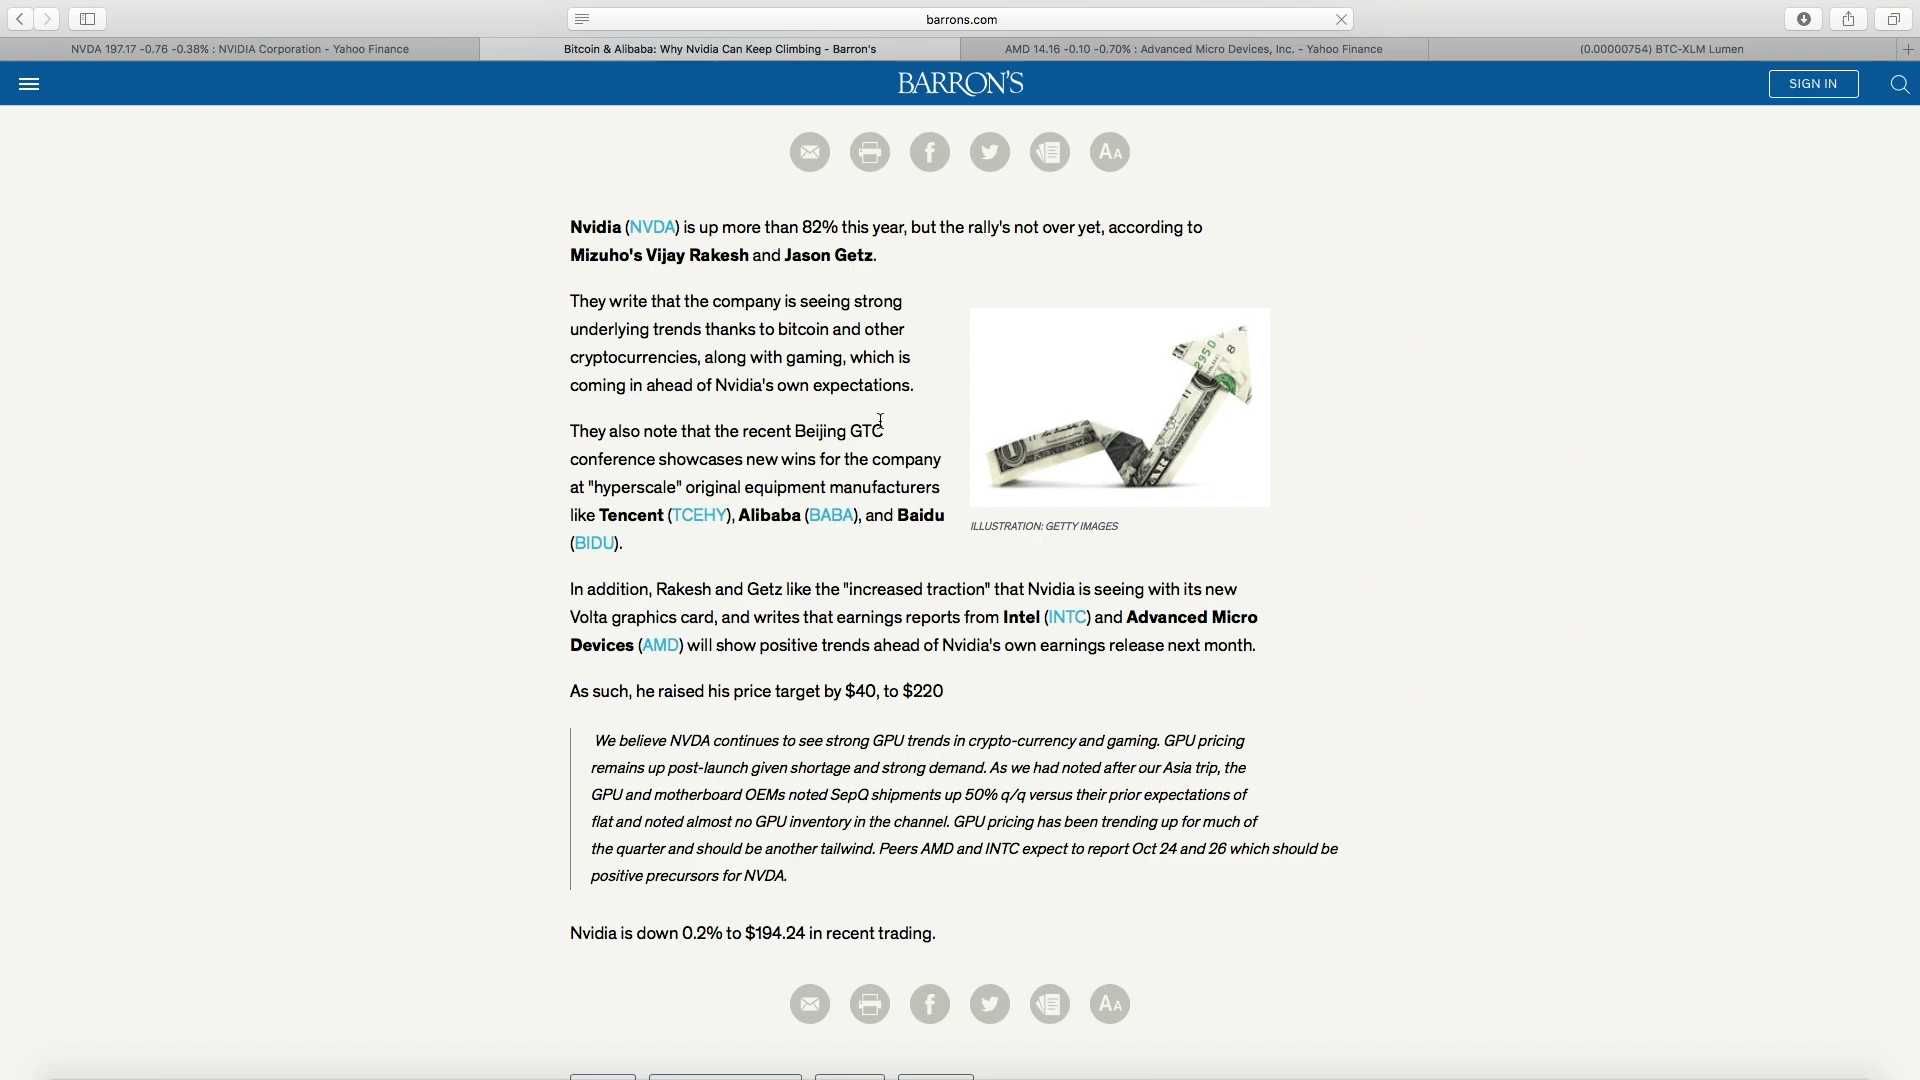 barrons.com
NVDA 197.17 -0.76 -0.38% : NVIDIA Corporation - Yahoo Finance
Bitcoin & Alibaba: Why Nvidia Can Keep Climbing - Barron's
AMD 14.16 -0.10 -0.70% : Advanced Micro Devices, Inc. - Yahoo Finance
(0.00000754) BTC-XLM Lumen
BARRON'S
SIGN IN
AA
Nvidia (NVDA) is up more than 82% this year, but the rally's not over yet, according to
Mizuho's Vijay Rakesh and Jason Getz.
They write that the company is seeing strong
underlying trends thanks to bitcoin and other
cryptocurrencies, along with gaming, which is
coming in ahead of Nvidia's own expectations.
They also note that the recent Beijing GTC
conference showcases new wins for the company
at "hyperscale" original equipment manufacturers
like Tencent (TCEHY), Alibaba (BABA), and Baidu
(BIDU).
ILLUSTRATION: GETTY IMAGES
In addition, Rakesh and Getz like the "increased traction" that Nvidia is seeing with its new
Volta graphics card, and writes that earnings reports from Intel (INTC) and Advanced Micro
Devices (AMD) will show positive trends ahead of Nvidia's own earnings release next month.
As such, he raised his price target by $40, to $220
We believe NVDA continues to see strong GPU trends in crypto-currency and gaming. GPU pricing
remains up post-launch given shortage and strong demand. As we had noted after our Asia trip, the
GPU and motherboard OEMs noted SepQ shipments up 50% q/q versus their prior expectations of
flat and noted almost no GPU inventory in the channel. GPU pricing has been trending up for much of
the quarter and should be another tailwind. Peers AMD and INTC expect to report Oct 24 and 26 which should be
positive precursors for NVDA.
Nvidia is down 0.2% to $194.24 in recent trading.
AA